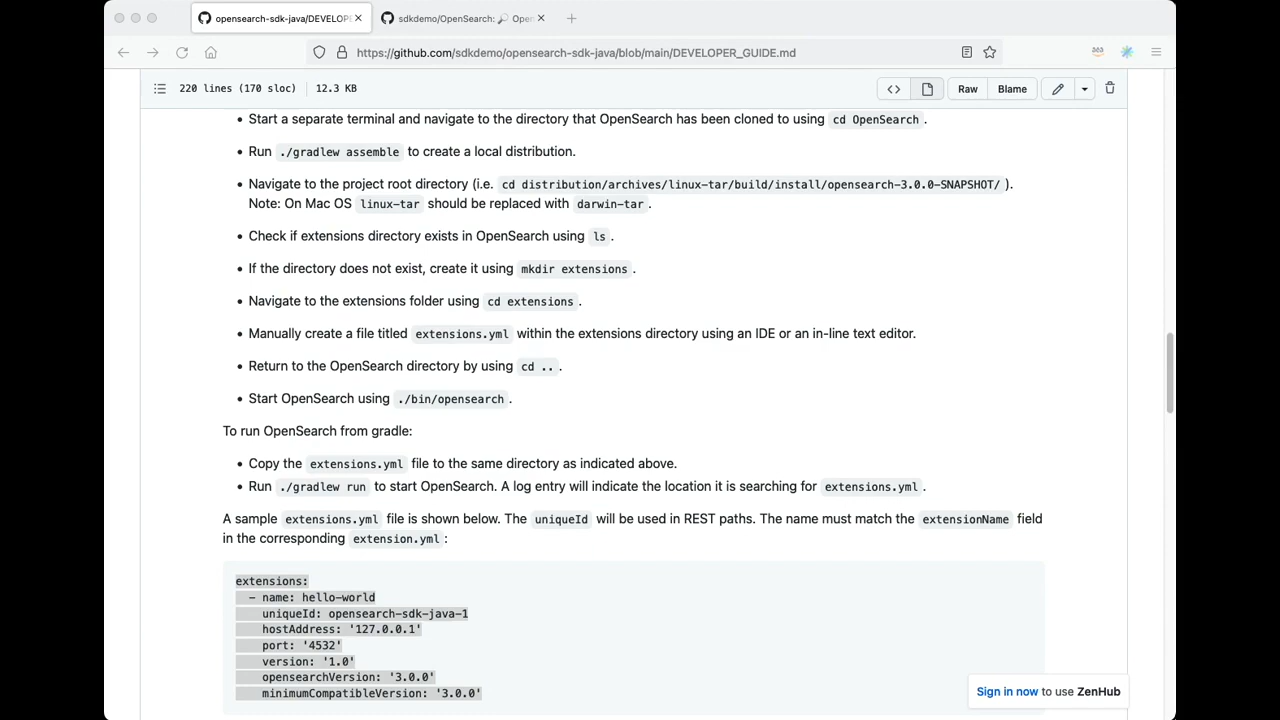 opensearch-sdk-java/DEVELOPE
sdkdemo/OpenSearch: 🔎 Open
https://github.com/sdkdemo/opensearch-sdk-java/blob/main/DEVELOPER_GUIDE.md
220 lines (170 sloc) 12.3 KB
Raw Blame
• Start a separate terminal and navigate to the directory that OpenSearch has been cloned to using cd OpenSearch .
• Run ./gradlew assemble to create a local distribution.
• Navigate to the project root directory (i.e. cd distribution/archives/linux-tar/build/install/opensearch-3.0.0-SNAPSHOT/ ).
Note: On Mac OS linux-tar should be replaced with darwin-tar .
• Check if extensions directory exists in OpenSearch using ls .
• If the directory does not exist, create it using mkdir extensions .
• Navigate to the extensions folder using cd extensions .
• Manually create a file titled extensions.yml within the extensions directory using an IDE or an in-line text editor.
• Return to the OpenSearch directory by using cd .. .
• Start OpenSearch using ./bin/opensearch .
To run OpenSearch from gradle:
• Copy the extensions.yml file to the same directory as indicated above.
• Run ./gradlew run to start OpenSearch. A log entry will indicate the location it is searching for extensions.yml .
A sample extensions.yml file is shown below. The uniqueId will be used in REST paths. The name must match the extensionName field
in the corresponding extension.yml :
extensions:
- name: hello-world
uniqueId: opensearch-sdk-java-1
hostAddress: '127.0.0.1'
port: '4532'
version: '1.0'
opensearchVersion: '3.0.0'
minimumCompatibleVersion: '3.0.0'
Sign in now to use ZenHub